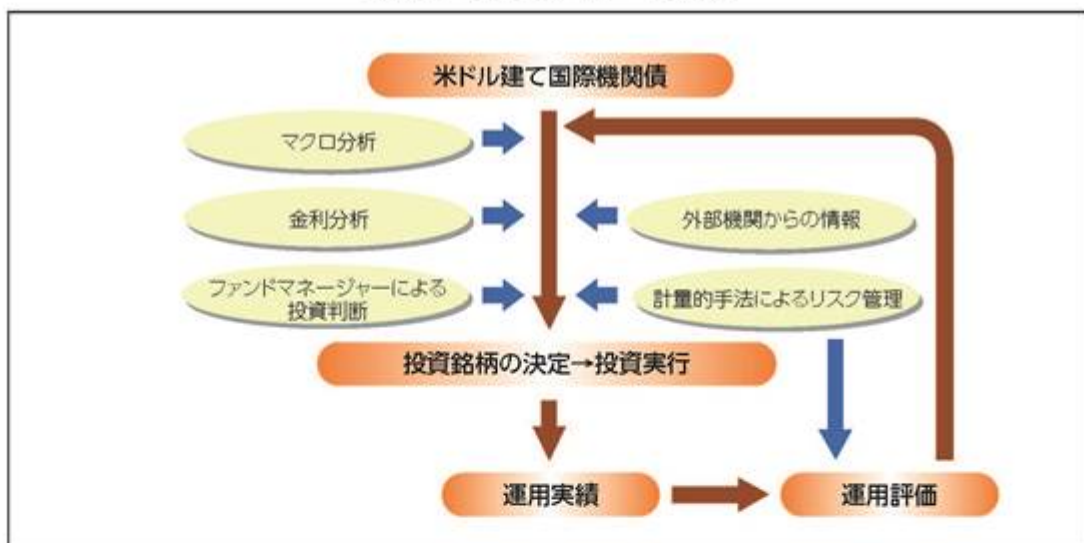 米ドル建て国際機関債
マクロ分析
金利分析
外部機関からの情報
ファンドマネージャーによる
投資判断
計量的手法によるリスク管理
投資銘柄の決定→投資実行
運用実績
運用評価